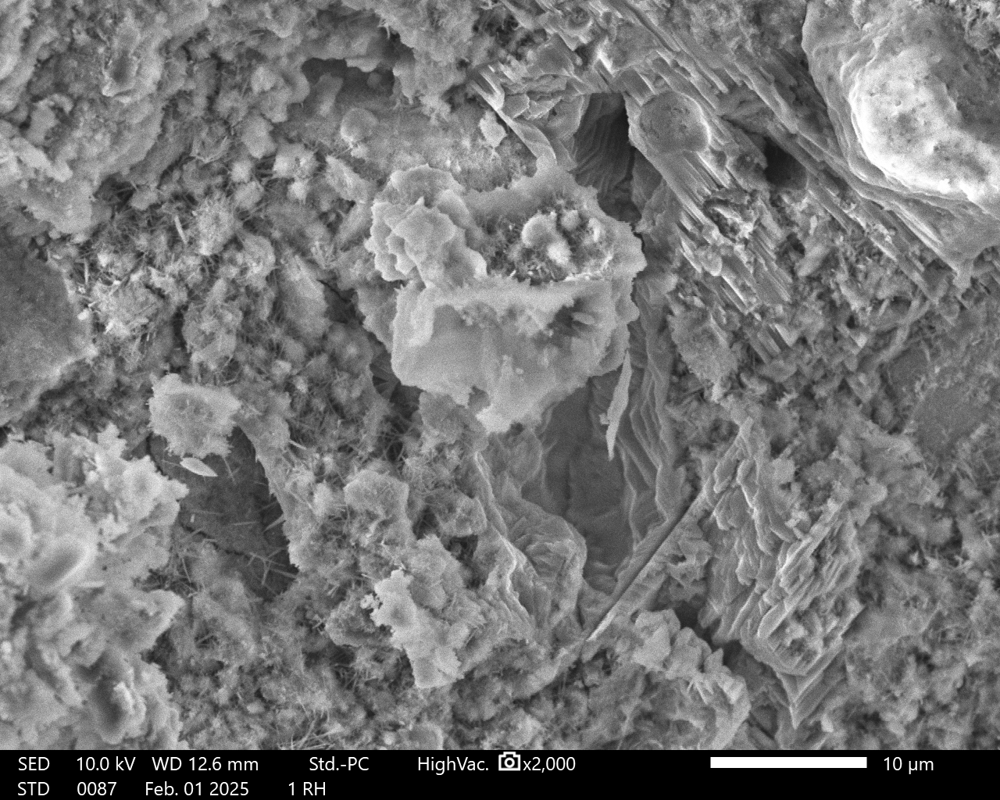 SED 10.0 kV WD 12.6 mm Std.-PC HighVac. x2,000 10 µm
STD 0087 Feb. 01 2025 1 RH